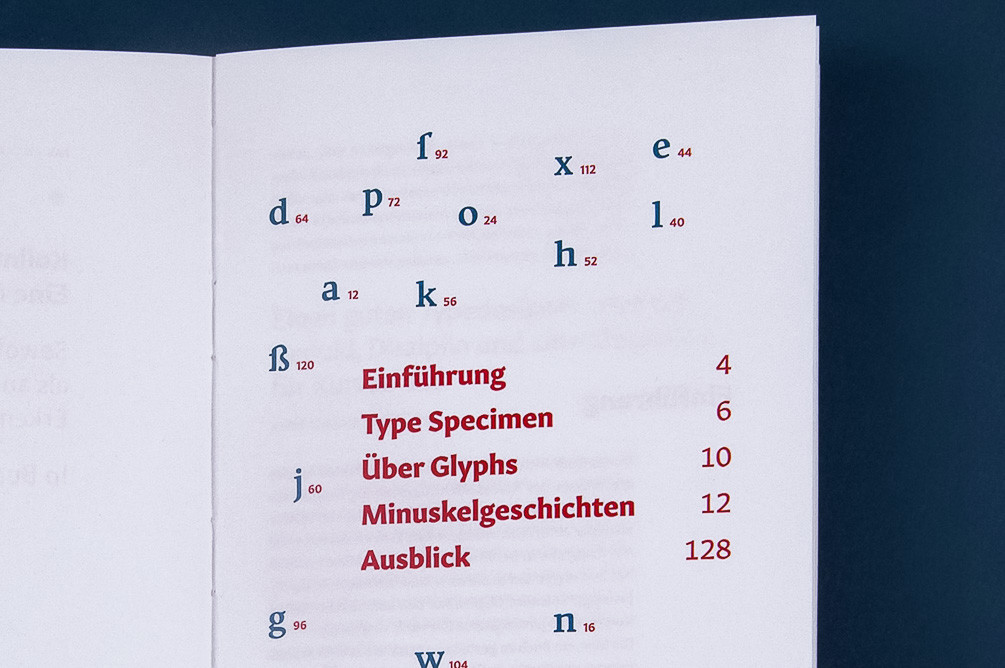 ſ 92
e 44
x 112
p 72
d 64
o 24
l 40
h 52
a 12
k 56
ß 120
Einführung 4
Type Specimen 6
Über Glyphs 10
j 60
Minuskelgeschichten 12
Ausblick 128
g 96
n 16
w 104